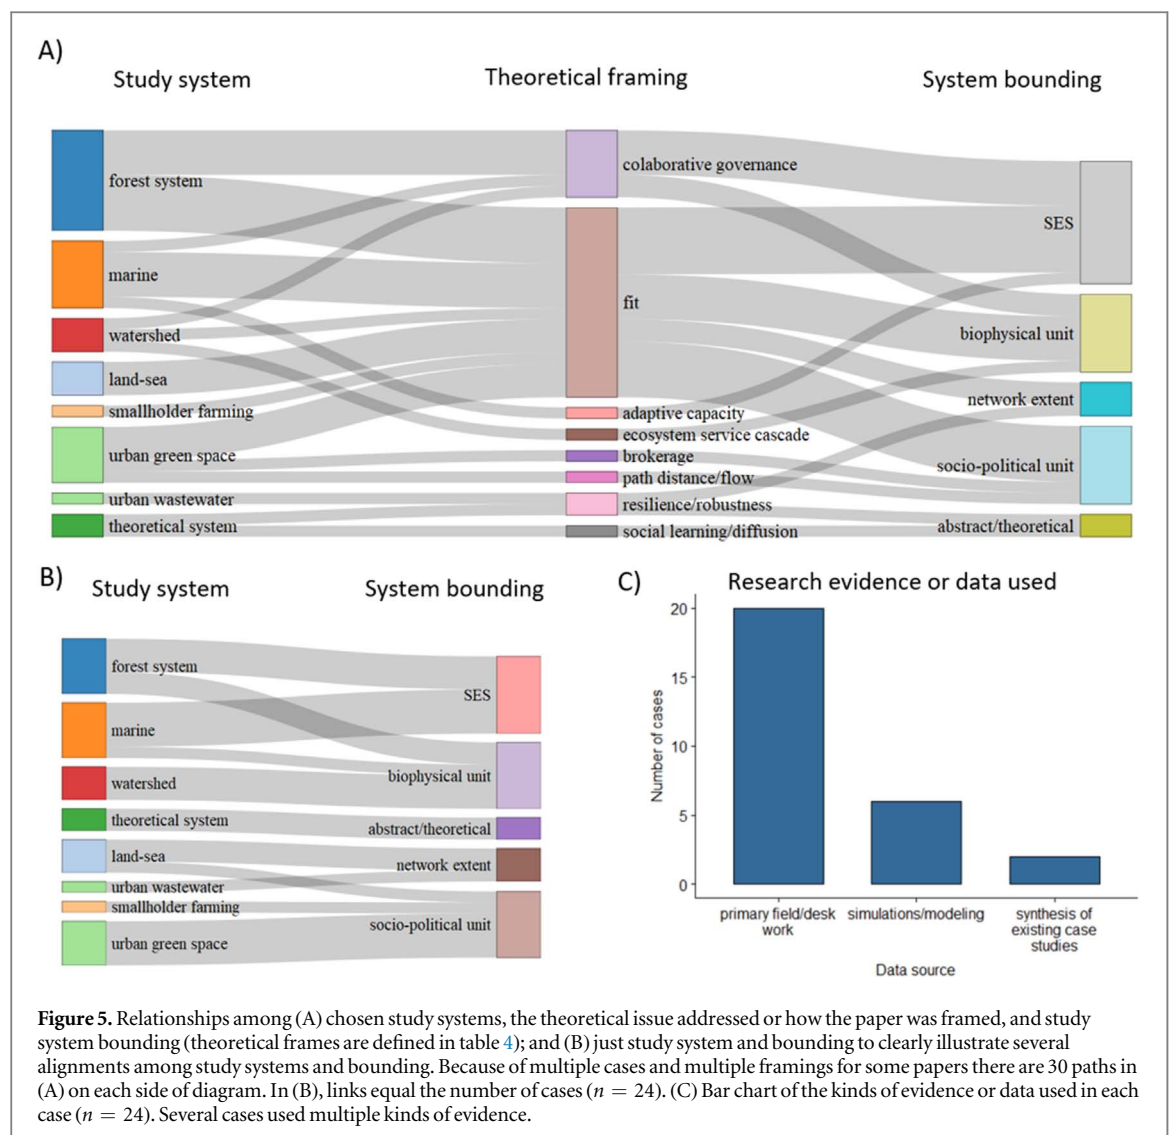 A)
Study system
Theoretical framing
System bounding
forest system
marine
watershed
land-sea
smallholder farming
urban green space
urban wastewater
theoretical system
colaborative governance
fit
adaptive capacity
ecosystem service cascade
brokerage
path distance/flow
resilience/robustness
social learning/diffusion
SES
biophysical unit
network extent
socio-political unit
abstract/theoretical
B)
Study system
System bounding
forest system
marine
watershed
theoretical system
land-sea
urban wastewater
smallholder farming
urban green space
SES
biophysical unit
abstract/theoretical
network extent
socio-political unit
C)
Research evidence or data used
Number of cases
20
15
10
5
0
primary field/desk
work
simulations/modeling
synthesis of
existing case
studies
Data source
Figure 5. Relationships among (A) chosen study systems, the theoretical issue addressed or how the paper was framed, and study
system bounding (theoretical frames are defined in table 4); and (B) just study system and bounding to clearly illustrate several
alignments among study systems and bounding. Because of multiple cases and multiple framings for some papers there are 30 paths in
(A) on each side of diagram. In (B), links equal the number of cases (n = 24). (C) Bar chart of the kinds of evidence or data used in each
case (n = 24). Several cases used multiple kinds of evidence.